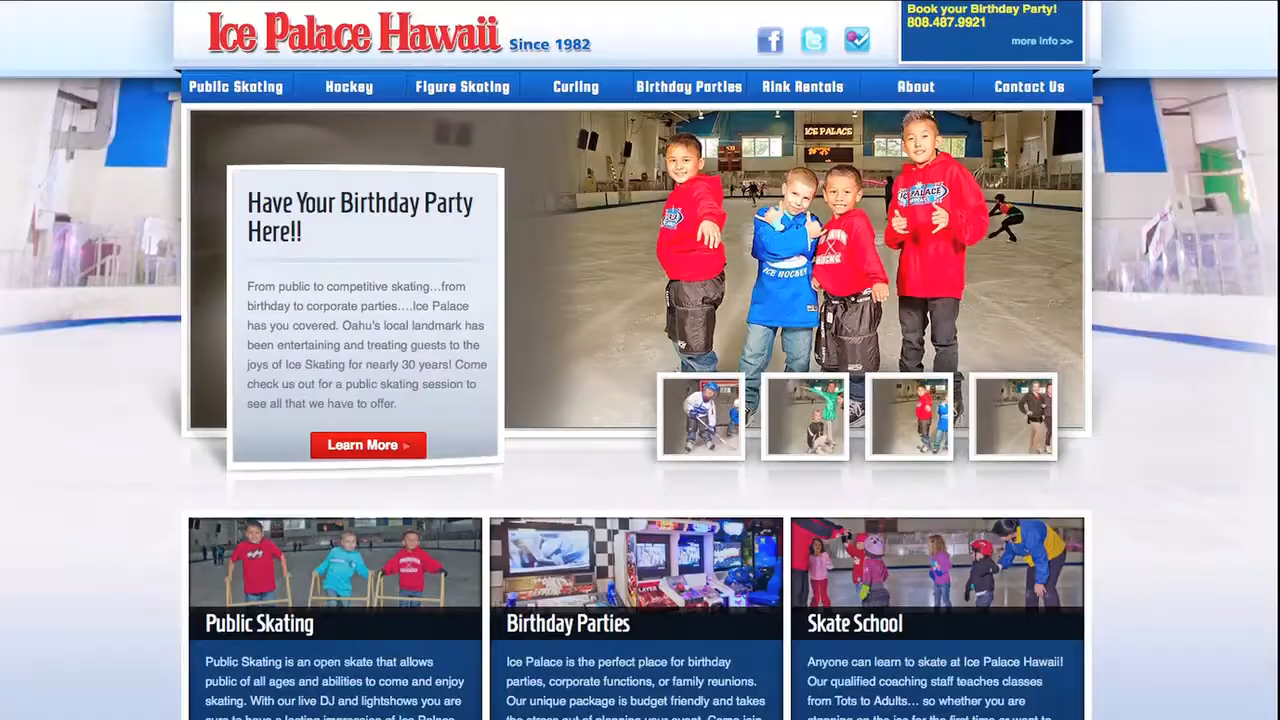 Ice Palace Hawaii Since 1982
Book your Birthday Party!
808.487.9921
more info >>
Public Skating Hockey Figure Skating Curling Birthday Parties Rink Rentals About Contact Us
ICE PALACE
Have Your Birthday Party
Here!!
From public to competitive skating...from
birthday to corporate parties....Ice Palace
has you covered. Oahu's local landmark has
been entertaining and treating guests to the
joys of Ice Skating for nearly 30 years! Come
check us out for a public skating session to
see all that we have to offer.
Learn More
ICE PALACE
ICE HOCKEY
Public Skating
Public Skating is an open skate that allows
public of all ages and abilities to come and enjoy
skating. With our live DJ and lightshows you are
Birthday Parties
Ice Palace is the perfect place for birthday
parties, corporate functions, or family reunions.
Our unique package is budget friendly and takes
Skate School
Anyone can learn to skate at Ice Palace Hawaii!
Our qualified coaching staff teaches classes
from Tots to Adults... so whether you are